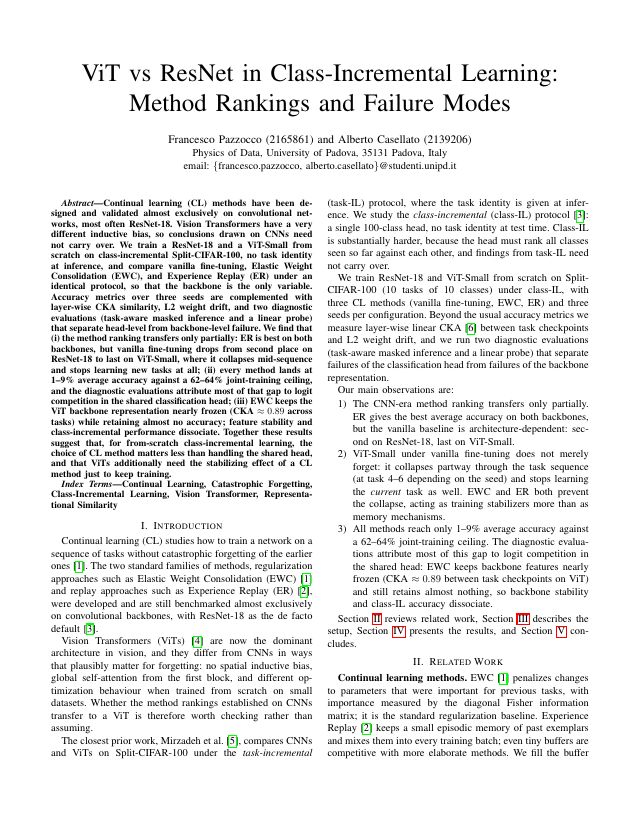 ViT vs ResNet in Class-Incremental Learning:
Method Rankings and Failure Modes
Francesco Pazzocco (2165861) and Alberto Casellato (2139206)
Physics of Data, University of Padova, 35131 Padova, Italy
email: {francesco.pazzocco, alberto.casellato}@studenti.unipd.it
Abstract—Continual learning (CL) methods have been de-
signed and validated almost exclusively on convolutional net-
works, most often ResNet-18. Vision Transformers have a very
different inductive bias, so conclusions drawn on CNNs need
not carry over. We train a ResNet-18 and a ViT-Small from
scratch on class-incremental Split-CIFAR-100, no task identity
at inference, and compare vanilla fine-tuning, Elastic Weight
Consolidation (EWC), and Experience Replay (ER) under an
identical protocol, so that the backbone is the only variable.
Accuracy metrics over three seeds are complemented with
layer-wise CKA similarity, L2 weight drift, and two diagnostic
evaluations (task-aware masked inference and a linear probe)
that separate head-level from backbone-level failure. We find that
(i) the method ranking transfers only partially: ER is best on both
backbones, but vanilla fine-tuning drops from second place on
ResNet-18 to last on ViT-Small, where it collapses mid-sequence
and stops learning new tasks at all; (ii) every method lands at
1–9% average accuracy against a 62–64% joint-training ceiling,
and the diagnostic evaluations attribute most of that gap to logit
competition in the shared classification head; (iii) EWC keeps the
ViT backbone representation nearly frozen (CKA ≈ 0.89 across
tasks) while retaining almost no accuracy; feature stability and
class-incremental performance dissociate. Together these results
suggest that, for from-scratch class-incremental learning, the
choice of CL method matters less than handling the shared head,
and that ViTs additionally need the stabilizing effect of a CL
method just to keep training.
Index Terms—Continual Learning, Catastrophic Forgetting,
Class-Incremental Learning, Vision Transformer, Representa-
tional Similarity
I. INTRODUCTION
Continual learning (CL) studies how to train a network on a
sequence of tasks without catastrophic forgetting of the earlier
ones [1]. The two standard families of methods, regularization
approaches such as Elastic Weight Consolidation (EWC) [1]
and replay approaches such as Experience Replay (ER) [2],
were developed and are still benchmarked almost exclusively
on convolutional backbones, with ResNet-18 as the de facto
default [3].
Vision Transformers (ViTs) [4] are now the dominant
architecture in vision, and they differ from CNNs in ways
that plausibly matter for forgetting: no spatial inductive bias,
global self-attention from the first block, and different op-
timization behaviour when trained from scratch on small
datasets. Whether the method rankings established on CNNs
transfer to a ViT is therefore worth checking rather than
assuming.
The closest prior work, Mirzadeh et al. [5], compares CNNs
and ViTs on Split-CIFAR-100 under the task-incremental
(task-IL) protocol, where the task identity is given at infer-
ence. We study the class-incremental (class-IL) protocol [3]:
a single 100-class head, no task identity at test time. Class-IL
is substantially harder, because the head must rank all classes
seen so far against each other, and findings from task-IL need
not carry over.
We train ResNet-18 and ViT-Small from scratch on Split-
CIFAR-100 (10 tasks of 10 classes) under class-IL, with
three CL methods (vanilla fine-tuning, EWC, ER) and three
seeds per configuration. Beyond the usual accuracy metrics we
measure layer-wise linear CKA [6] between task checkpoints
and L2 weight drift, and we run two diagnostic evaluations
(task-aware masked inference and a linear probe) that separate
failures of the classification head from failures of the backbone
representation.
Our main observations are:
1) The CNN-era method ranking transfers only partially.
ER gives the best average accuracy on both backbones,
but the vanilla baseline is architecture-dependent: sec-
ond on ResNet-18, last on ViT-Small.
2) ViT-Small under vanilla fine-tuning does not merely
forget: it collapses partway through the task sequence
(at task 4–6 depending on the seed) and stops learning
the current task as well. EWC and ER both prevent
the collapse, acting as training stabilizers more than as
memory mechanisms.
3) All methods reach only 1–9% average accuracy against
a 62–64% joint-training ceiling. The diagnostic evalua-
tions attribute most of this gap to logit competition in
the shared head: EWC keeps backbone features nearly
frozen (CKA ≈ 0.89 between task checkpoints on ViT)
and still retains almost nothing, so backbone stability
and class-IL accuracy dissociate.
Section II reviews related work, Section III describes the
setup, Section IV presents the results, and Section V con-
cludes.
II. RELATED WORK
Continual learning methods. EWC [1] penalizes changes
to parameters that were important for previous tasks, with
importance measured by the diagonal Fisher information
matrix; it is the standard regularization baseline. Experience
Replay [2] keeps a small episodic memory of past exemplars
and mixes them into every training batch; even tiny buffers are
competitive with more elaborate methods. We fill the buffer